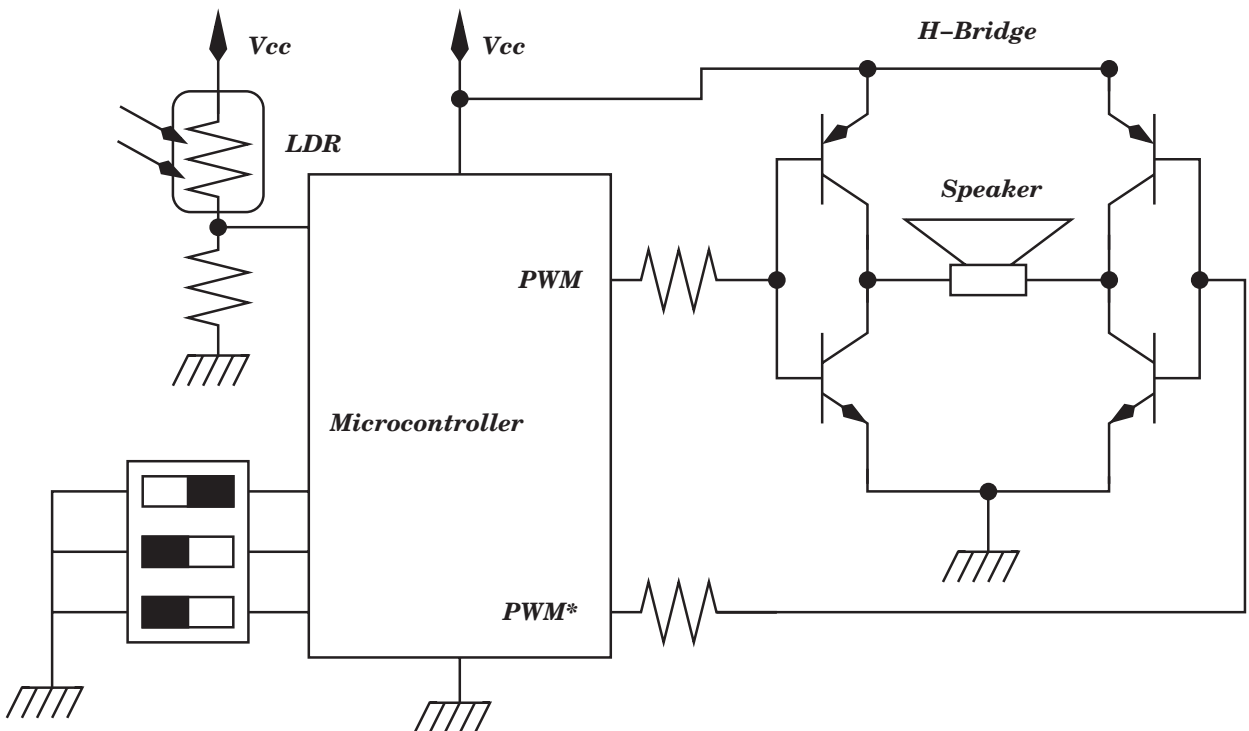 H–Bridge
Vcc
Vcc
LDR
Speaker
PWM
Microcontroller
PWM*